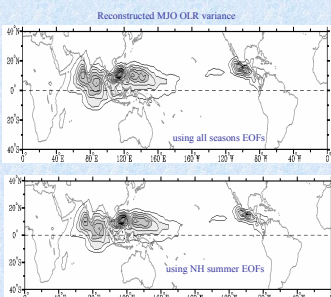 Reconstructed MJO OLR variance
40°N
20°N
0°
20°S
40°S
using all seasons EOFs
0 40 E 80 E 120 E 160 E 160 W 120 W 80 W 40 W 0
40°N
20°N
0°
20°S
40°S
using NH summer EOFs